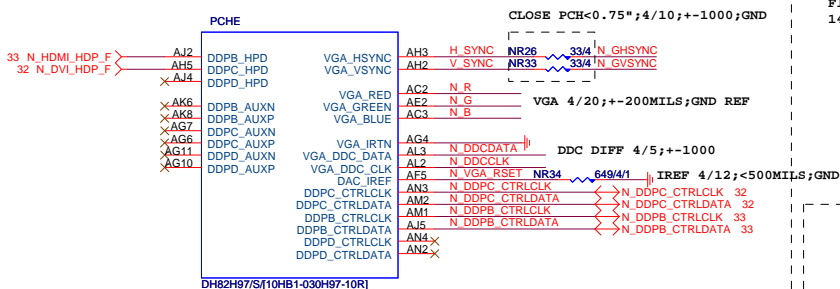 FI
14
CLOSE PCH<0.75";4/10;+-1000;GND
PCHE
33 N_HDMI_HDP_F AJ2 DDPB_HPD VGA_HSYNC AH3 H_SYNC NR26 33/4 N_GHSYNC
32 N_DVI_HDP_F AH5 DDPC_HPD VGA_VSYNC AH2 V_SYNC NR33 33/4 N_GVSYNC
AJ4 DDPD_HPD
VGA_RED AC2 N_R
AK6 DDPB_AUXN VGA_GREEN AE2 N_G VGA 4/20;+-200MILS;GND REF
AK8 DDPB_AUXP VGA_BLUE AC3 N_B
AG7 DDPC_AUXN
AG6 DDPC_AUXP VGA_IRTN AG4
AG11 DDPD_AUXN VGA_DDC_DATA AL3 N_DDCDATA DDC DIFF 4/5;+-1000
AG10 DDPD_AUXP VGA_DDC_CLK AL2 N_DDCCLK
DAC_IREF AF5 N_VGA_RSET NR34 649/4/1 IREF 4/12;<500MILS;GND
DDPC_CTRLCLK AN3 N_DDPC_CTRLCLK N_DDPC_CTRLCLK 32
DDPC_CTRLDATA AM2 N_DDPC_CTRLDATA N_DDPC_CTRLDATA 32
DDPB_CTRLCLK AM1 N_DDPB_CTRLCLK N_DDPB_CTRLCLK 33
DDPB_CTRLDATA AJ5 N_DDPB_CTRLDATA N_DDPB_CTRLDATA 33
DDPD_CTRLCLK AN4
DDPD_CTRLDATA AN2
DH82H97/S/[10HB1-030H97-10R]